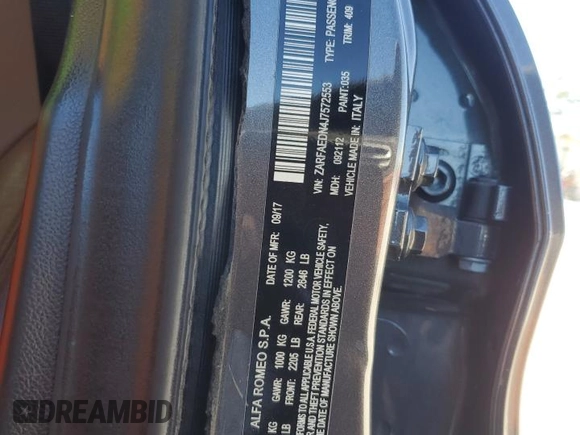 ALFA ROMEO S.P.A. DATE OF MFR: 09/17
KG GAWR: 1000 KG GAWR: 1200 KG
LB FRONT: 2205 LB REAR: 2646 LB
ORMS TO ALL APPLICABLE U.S.A. FEDERAL MOTOR VEHICLE SAFETY,
R AND THEFT PREVENTION STANDARDS IN EFFECT ON
DATE OF MANUFACTURE SHOWN ABOVE.
VIN: ZARFAEDN4J7572553 TYPE: PASSENG
MDH: 092112 PAINT:035 TRIM: 409
VEHICLE MADE IN: ITALY
DREAMBID